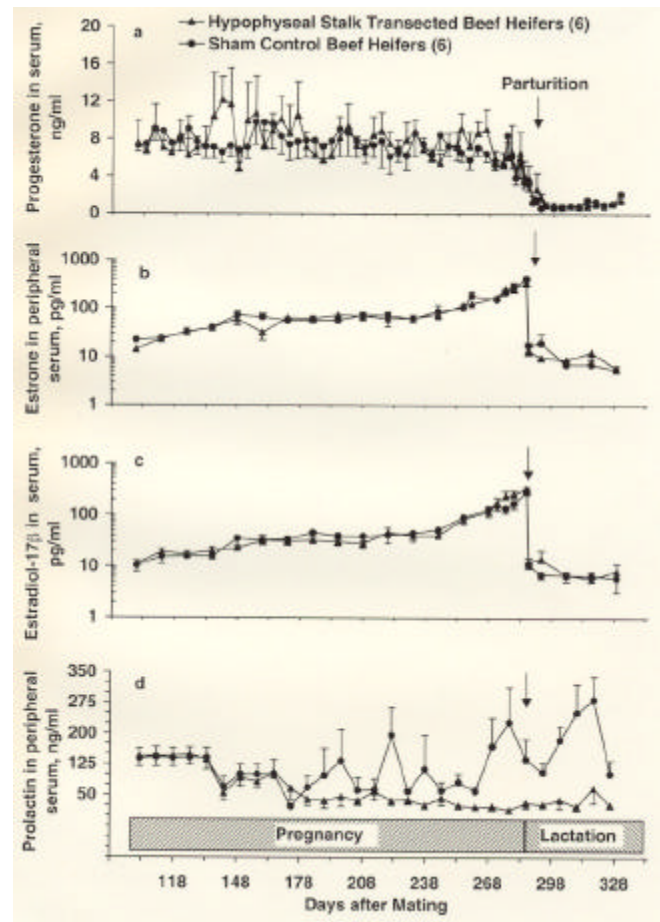 Hypophyseal Stalk Transected Beef Heifers (6)
Sham Control Beef Heifers (6)
a
Progesterone in serum,
ng/ml
20
16
12
8
4
0
Parturition
b
Estrone in peripheral
serum, pg/ml
1000
100
10
1
c
Estradiol-17β in serum,
pg/ml
1000
100
10
1
d
Prolactin in peripheral
serum, ng/ml
350
275
200
125
50
Pregnancy
Lactation
118 148 178 208 238 268 298 328
Days after Mating